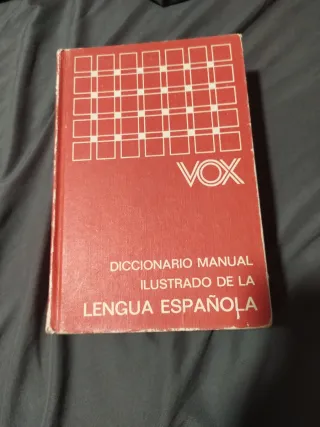 VOX
DICCIONARIO MANUAL
ILUSTRADO DE LA
LENGUA ESPAÑOLA